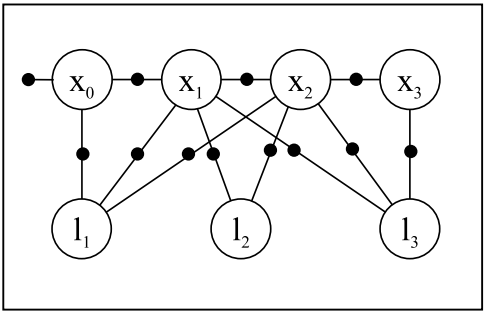 x₀ x₁ x₂ x₃
l₁ l₂ l₃